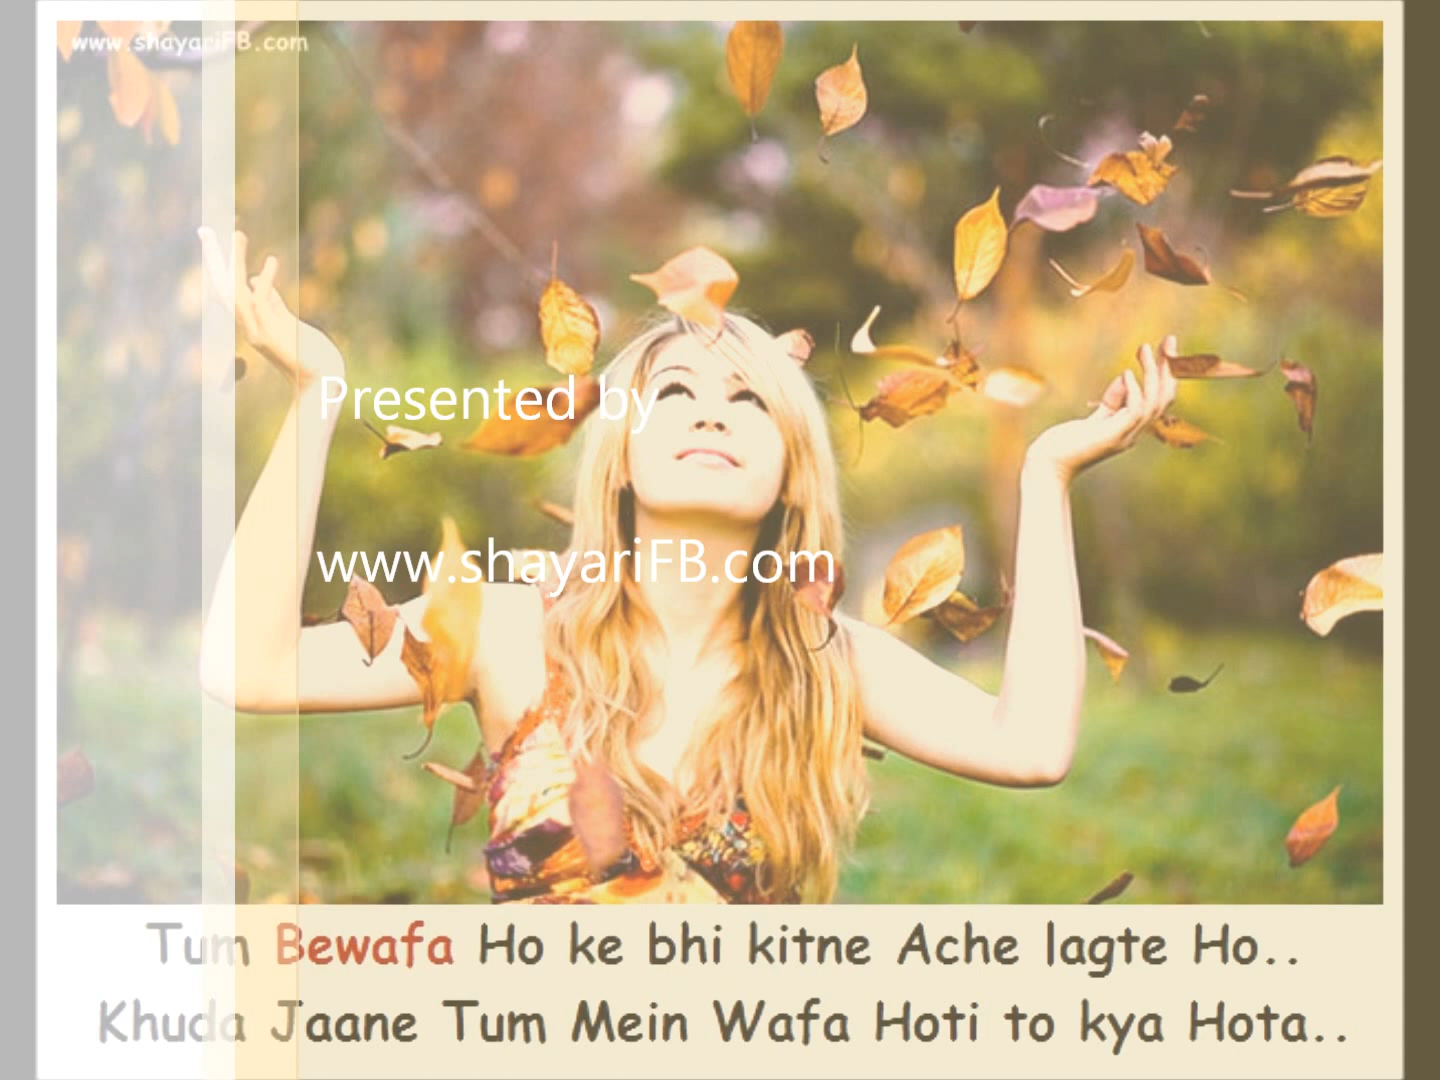 www.shayariFB.com
Presented by
www.shayariFB.com
Tum Bewafa Ho ke bhi kitne Ache lagte Ho..
Khuda Jaane Tum Mein Wafa Hoti to kya Hota..